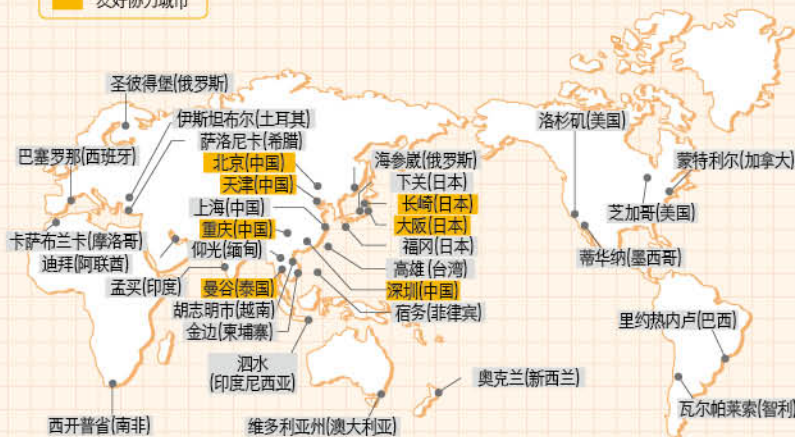 友好协力城市
圣彼得堡(俄罗斯)
伊斯坦布尔(土耳其)
萨洛尼卡(希腊)
巴塞罗那(西班牙)
北京(中国)
天津(中国)
上海(中国)
重庆(中国)
仰光(缅甸)
卡萨布兰卡(摩洛哥)
迪拜(阿联酋)
孟买(印度)
曼谷(泰国)
胡志明市(越南)
金边(柬埔寨)
泗水
(印度尼西亚)
西开普省(南非)
维多利亚州(澳大利亚)
海参崴(俄罗斯)
下关(日本)
长崎(日本)
大阪(日本)
福冈(日本)
高雄(台湾)
深圳(中国)
宿务(菲律宾)
奥克兰(新西兰)
洛杉矶(美国)
蒙特利尔(加拿大)
芝加哥(美国)
蒂华纳(墨西哥)
里约热内卢(巴西)
瓦尔帕莱索(智利)